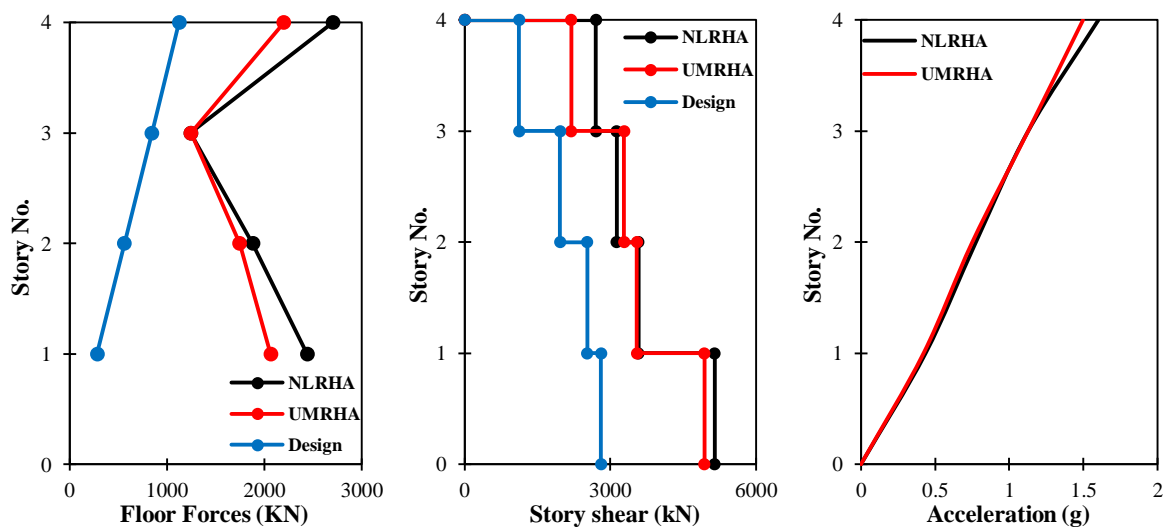 4
3
2
1
0
Story No.
0
1000
2000
3000
Floor Forces (KN)
NLRHA
UMRHA
Design
4
3
2
1
0
Story No.
0
3000
6000
Story shear (kN)
NLRHA
UMRHA
Design
4
3
2
1
0
Story No.
0
0.5
1
1.5
2
Acceleration (g)
NLRHA
UMRHA